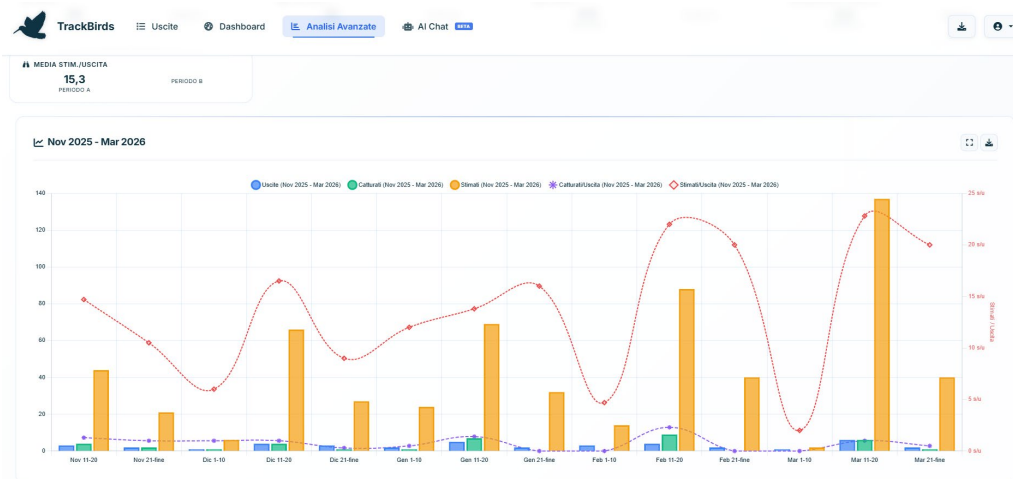 TrackBirds Uscite Dashboard Analisi Avanzate AI Chat BETA
MEDIA STIM./USCITA
15,3
PERIODO A
PERIODO B
Nov 2025 - Mar 2026
Uscite (Nov 2025 - Mar 2026) Catturati (Nov 2025 - Mar 2026) Stimati (Nov 2025 - Mar 2026) Catturati/Uscita (Nov 2025 - Mar 2026) Stimati/Uscita (Nov 2025 - Mar 2026)
140
120
100
80
60
40
20
0
25 s/u
20 s/u
15 s/u
10 s/u
5 s/u
0 s/u
Stimati / Uscita
Nov 11-20 Nov 21-fine Dic 1-10 Dic 11-20 Dic 21-fine Gen 1-10 Gen 11-20 Gen 21-fine Feb 1-10 Feb 11-20 Feb 21-fine Mar 1-10 Mar 11-20 Mar 21-fine